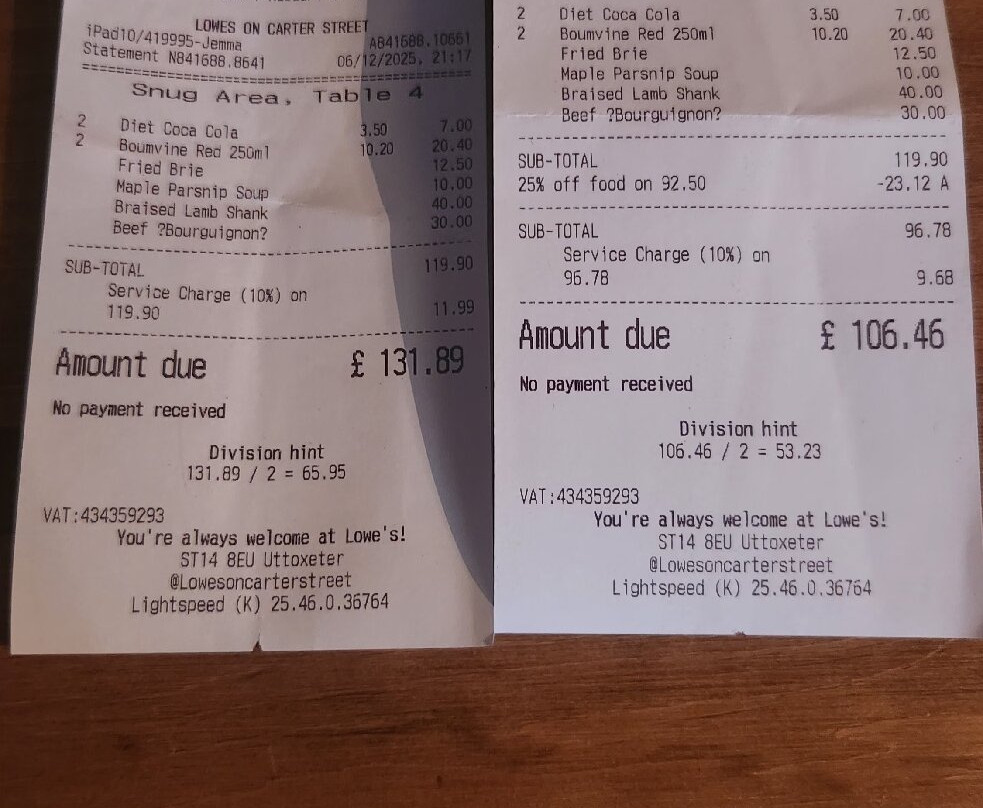 LOWES ON CARTER STREET
iPad10/419995-Jemma A841688.10661
Statement N841688.8641 06/12/2025, 21:17
Snug Area, Table 4
2 Diet Coca Cola 3.50 7.00
2 Boumvine Red 250ml 10.20 20.40
Fried Brie 12.50
Maple Parsnip Soup 10.00
Braised Lamb Shank 40.00
Beef ?Bourguignon? 30.00
SUB-TOTAL 119.90
Service Charge (10%) on
119.90 11.99
Amount due £ 131.89
No payment received
Division hint
131.89 / 2 = 65.95
VAT:434359293
You're always welcome at Lowe's!
ST14 8EU Uttoxeter
@Lowesoncarterstreet
Lightspeed (K) 25.46.0.36764
2 Diet Coca Cola 3.50 7.00
2 Boumvine Red 250ml 10.20 20.40
Fried Brie 12.50
Maple Parsnip Soup 10.00
Braised Lamb Shank 40.00
Beef ?Bourguignon? 30.00
SUB-TOTAL 119.90
25% off food on 92.50 -23.12 A
SUB-TOTAL 96.78
Service Charge (10%) on
96.78 9.68
Amount due £ 106.46
No payment received
Division hint
106.46 / 2 = 53.23
VAT:434359293
You're always welcome at Lowe's!
ST14 8EU Uttoxeter
@Lowesoncarterstreet
Lightspeed (K) 25.46.0.36764